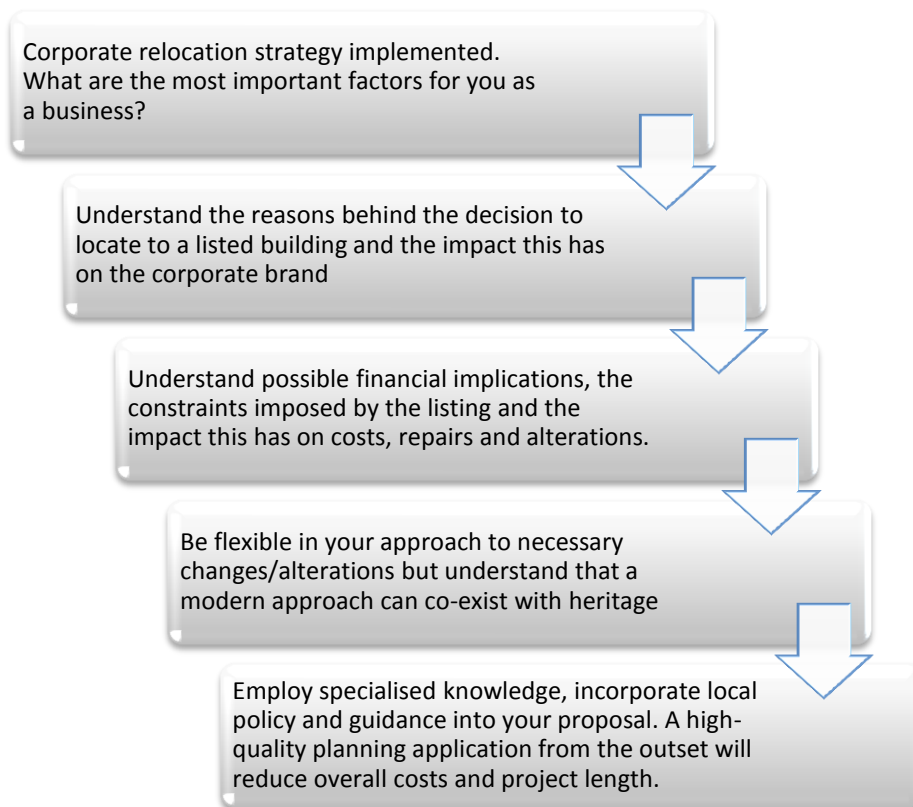 Corporate relocation strategy implemented.
What are the most important factors for you as
a business?
Understand the reasons behind the decision to
locate to a listed building and the impact this has
on the corporate brand
Understand possible financial implications, the
constraints imposed by the listing and the
impact this has on costs, repairs and alterations.
Be flexible in your approach to necessary
changes/alterations but understand that a
modern approach can co-exist with heritage
Employ specialised knowledge, incorporate local
policy and guidance into your proposal. A high-
quality planning application from the outset will
reduce overall costs and project length.